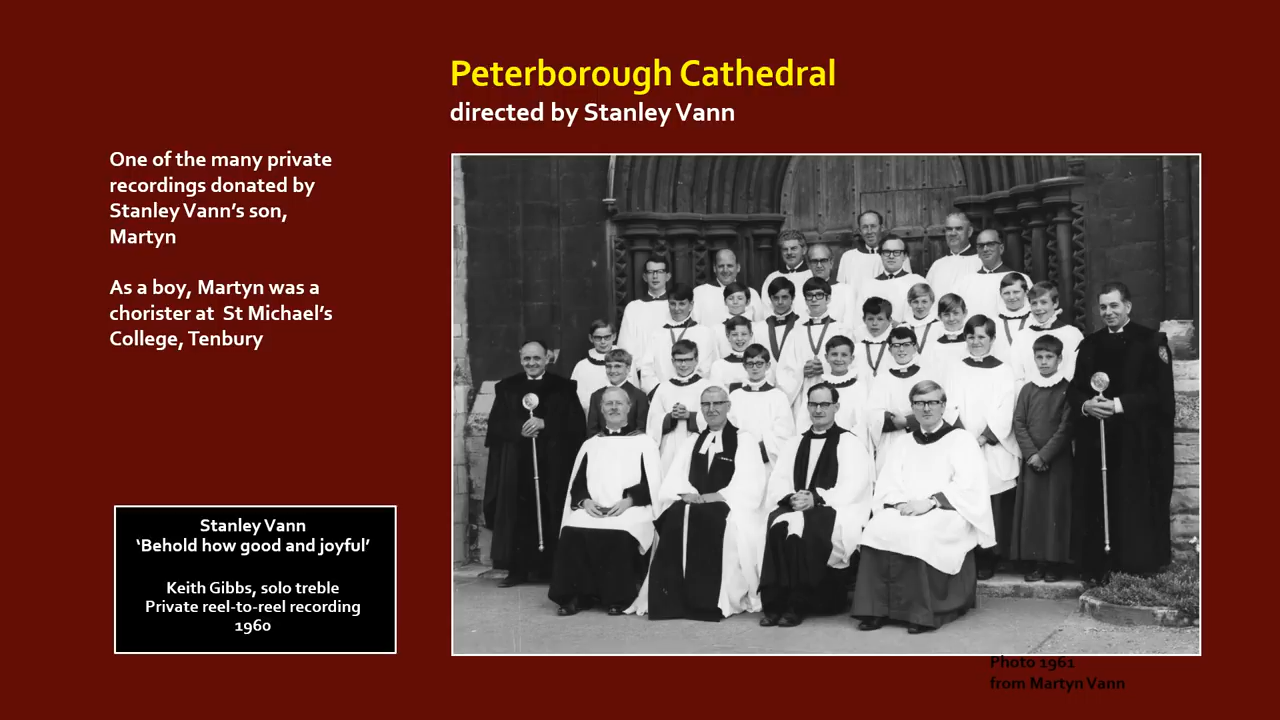 Peterborough Cathedral
directed by Stanley Vann
One of the many private
recordings donated by
Stanley Vann's son,
Martyn
As a boy, Martyn was a
chorister at  St Michael's
College, Tenbury
Stanley Vann
'Behold how good and joyful'
Keith Gibbs, solo treble
Private reel-to-reel recording
1960
Photo 1961
from Martyn Vann